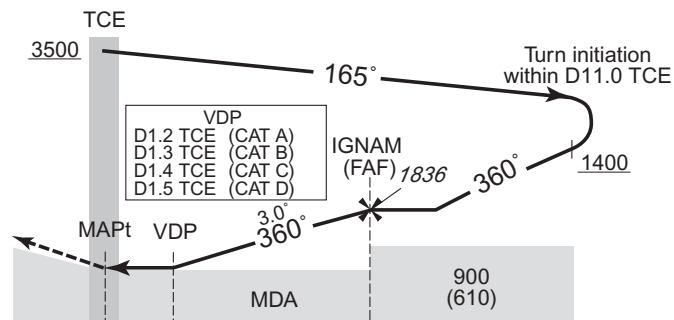 TCE
3500
165°
Turn initiation
within D11.0 TCE
VDP
D1.2 TCE (CAT A)
D1.3 TCE (CAT B)
D1.4 TCE (CAT C)
D1.5 TCE (CAT D)
IGNAM
(FAF)
1836
360°
1400
3.0°
360°
MAPt
VDP
MDA
900
(610)